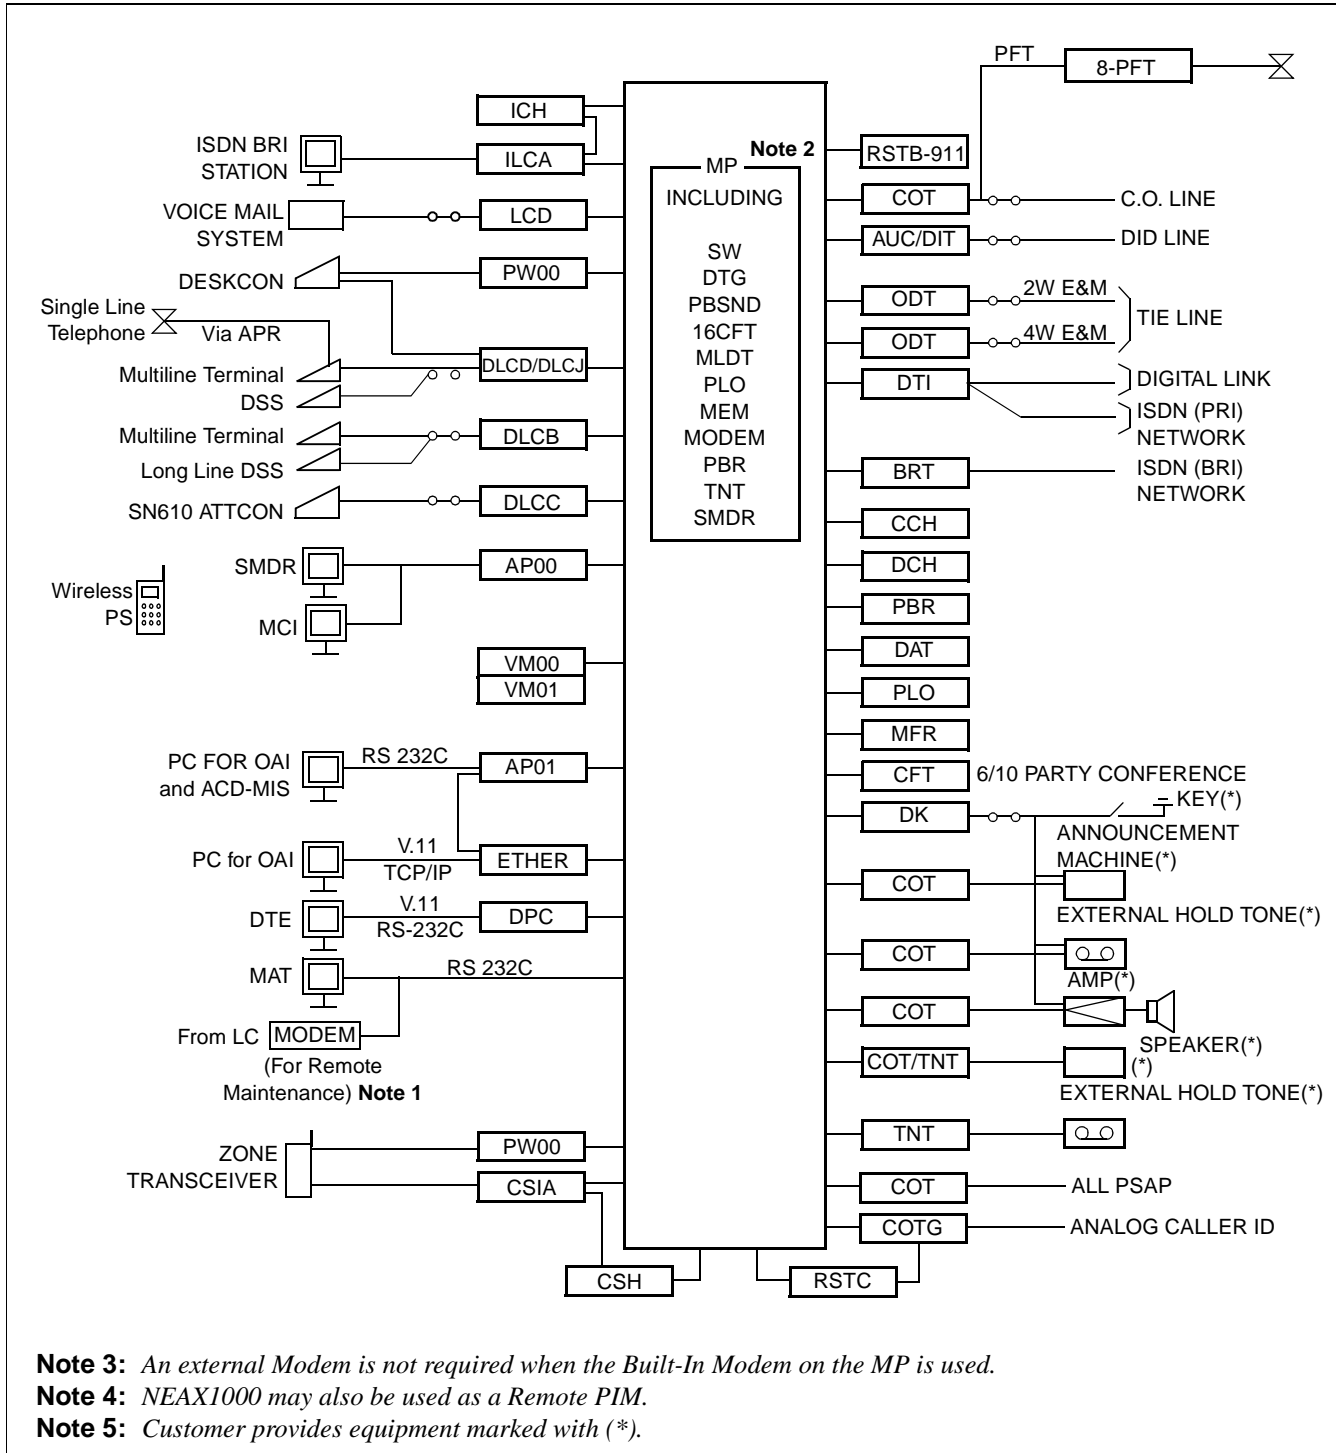 PFT
8-PFT
ICH
ISDN BRI
STATION
ILCA
Note 2
RSTB-911
MP
INCLUDING
SW
DTG
PBSND
16CFT
MLDT
PLO
MEM
MODEM
PBR
TNT
SMDR
VOICE MAIL
SYSTEM
LCD
COT
C.O. LINE
AUC/DIT
DID LINE
DESKCON
PW00
ODT
2W E&M
TIE LINE
Single Line
Telephone
Via APR
ODT
4W E&M
Multiline Terminal
DSS
DLCD/DLCJ
DTI
DIGITAL LINK
ISDN (PRI)
NETWORK
Multiline Terminal
Long Line DSS
DLCB
BRT
ISDN (BRI)
NETWORK
SN610 ATTCON
DLCC
CCH
SMDR
AP00
DCH
Wireless
PS
MCI
PBR
VM00
VM01
DAT
PLO
MFR
PC FOR OAI
and ACD-MIS
RS 232C
AP01
CFT
6/10 PARTY CONFERENCE
DK
KEY(*)
ANNOUNCEMENT
MACHINE(*)
PC for OAI
V.11
TCP/IP
ETHER
COT
EXTERNAL HOLD TONE(*)
DTE
V.11
RS-232C
DPC
COT
AMP(*)
MAT
RS 232C
COT
SPEAKER(*)
From LC
MODEM
(For Remote
Maintenance) Note 1
COT/TNT
(*)
EXTERNAL HOLD TONE(*)
TNT
ZONE
TRANSCEIVER
PW00
CSIA
COT
ALL PSAP
COTG
ANALOG CALLER ID
CSH
RSTC
Note 3: An external Modem is not required when the Built-In Modem on the MP is used.
Note 4: NEAX1000 may also be used as a Remote PIM.
Note 5: Customer provides equipment marked with (*).